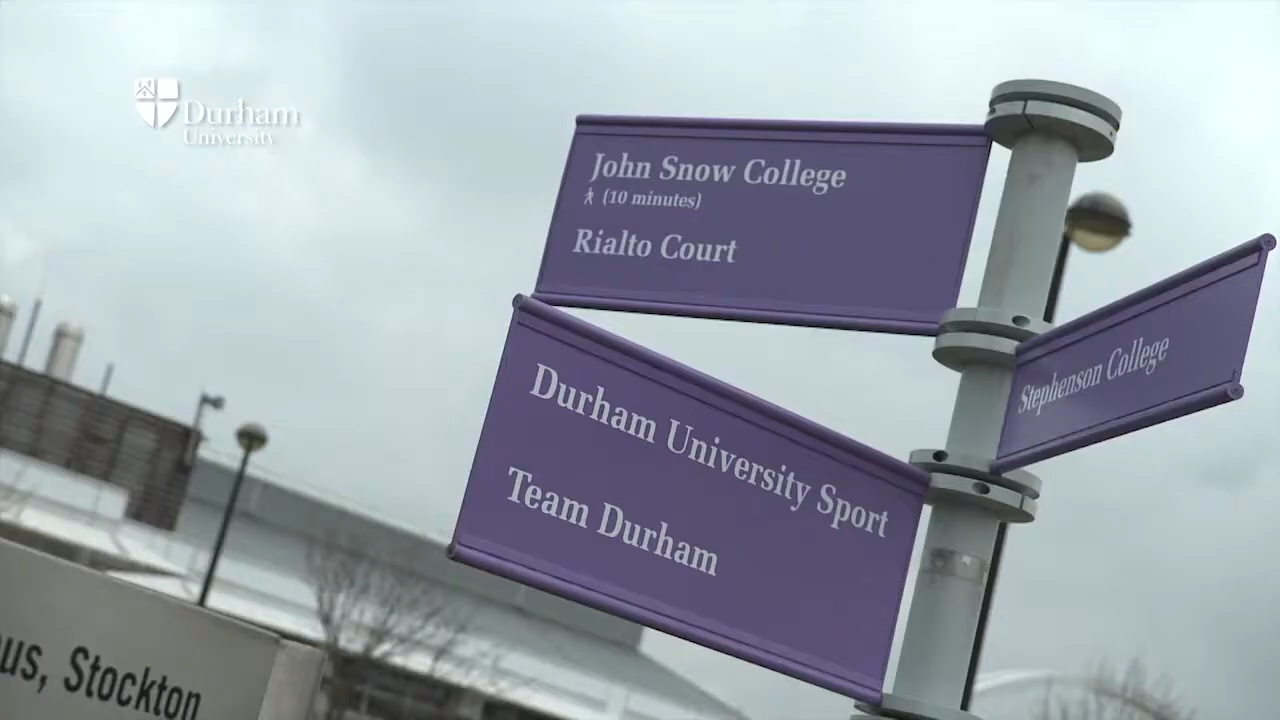 Durham
University
John Snow College
(10 minutes)
Rialto Court
Stephenson College
Durham University Sport
Team Durham
us, Stockton